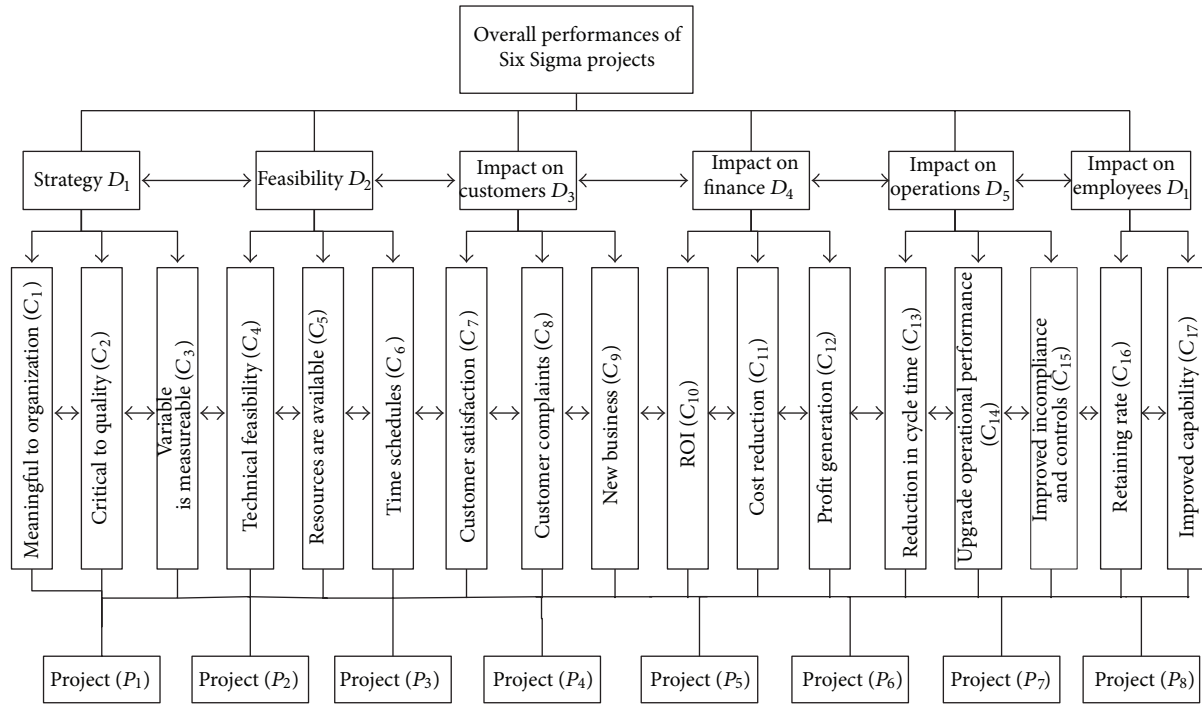 Overall performances of
Six Sigma projects
Strategy D₁
Feasibility D₂
Impact on
customers D₃
Impact on
finance D₄
Impact on
operations D₅
Impact on
employees D₁
Meaningful to organization (C₁)
Critical to quality (C₂)
Variable
is measureable (C₃)
Technical feasibility (C₄)
Resources are available (C₅)
Time schedules (C₆)
Customer satisfaction (C₇)
Customer complaints (C₈)
New business (C₉)
ROI (C₁₀)
Cost reduction (C₁₁)
Profit generation (C₁₂)
Reduction in cycle time (C₁₃)
Upgrade operational performance
(C₁₄)
Improved incompliance
and controls (C₁₅)
Retaining rate (C₁₆)
Improved capability (C₁₇)
Project (P₁)
Project (P₂)
Project (P₃)
Project (P₄)
Project (P₅)
Project (P₆)
Project (P₇)
Project (P₈)